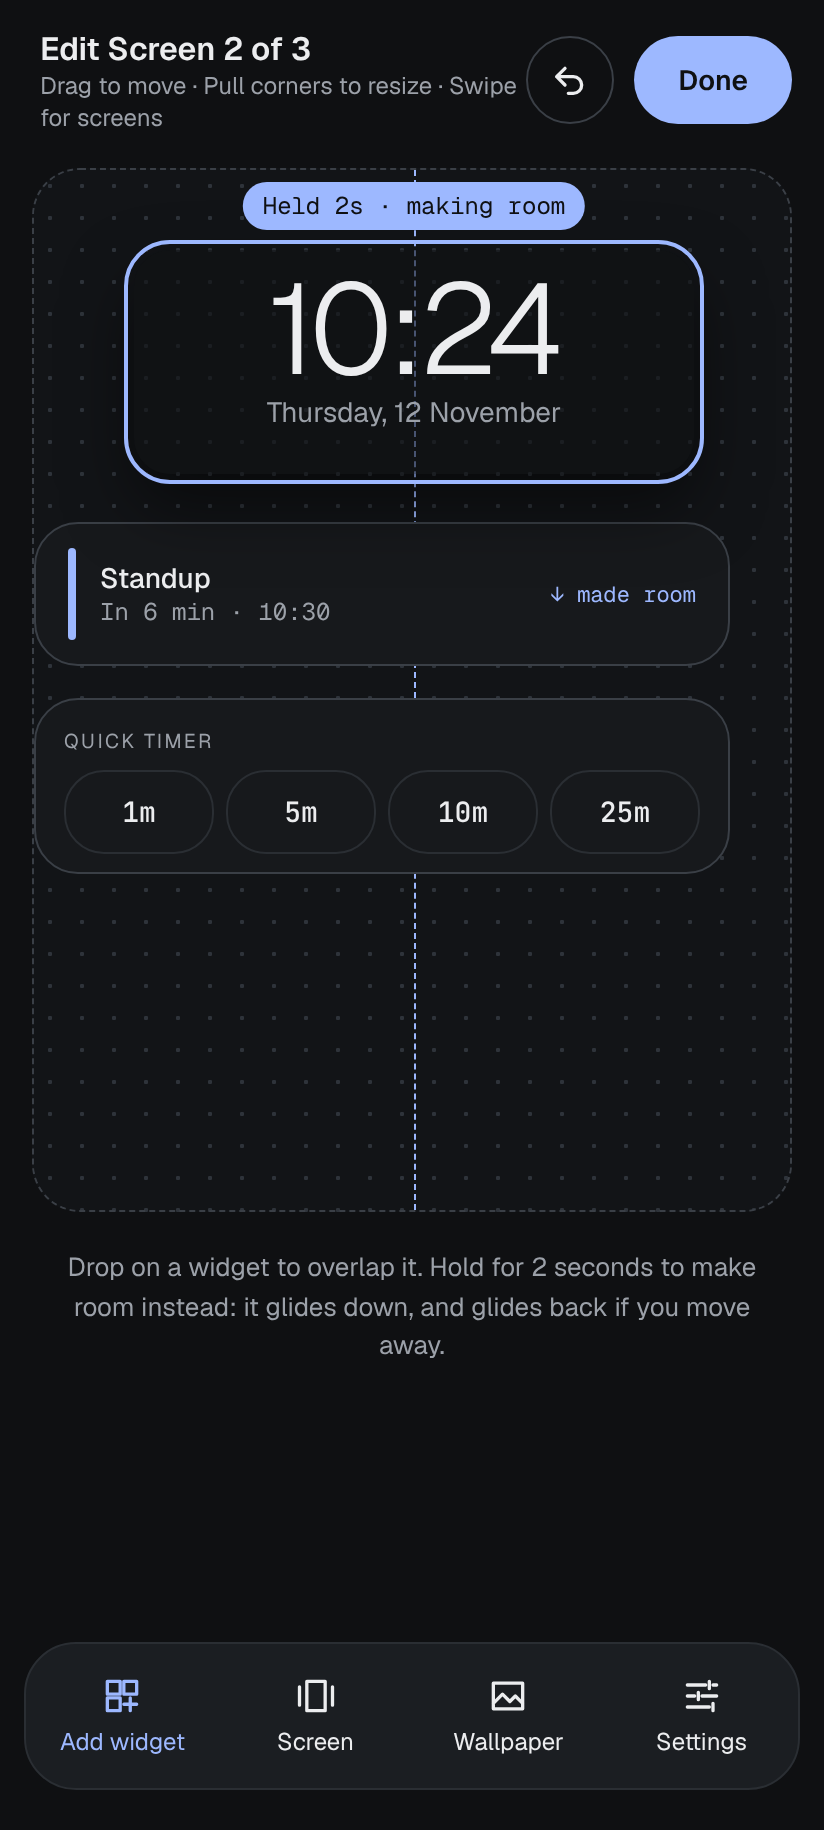 Edit Screen 2 of 3
Drag to move · Pull corners to resize · Swipe
for screens
Done
Held 2s · making room
10:24
Thursday, 12 November
Standup
In 6 min · 10:30
↓ made room
QUICK TIMER
1m
5m
10m
25m
Drop on a widget to overlap it. Hold for 2 seconds to make
room instead: it glides down, and glides back if you move
away.
Add widget
Screen
Wallpaper
Settings